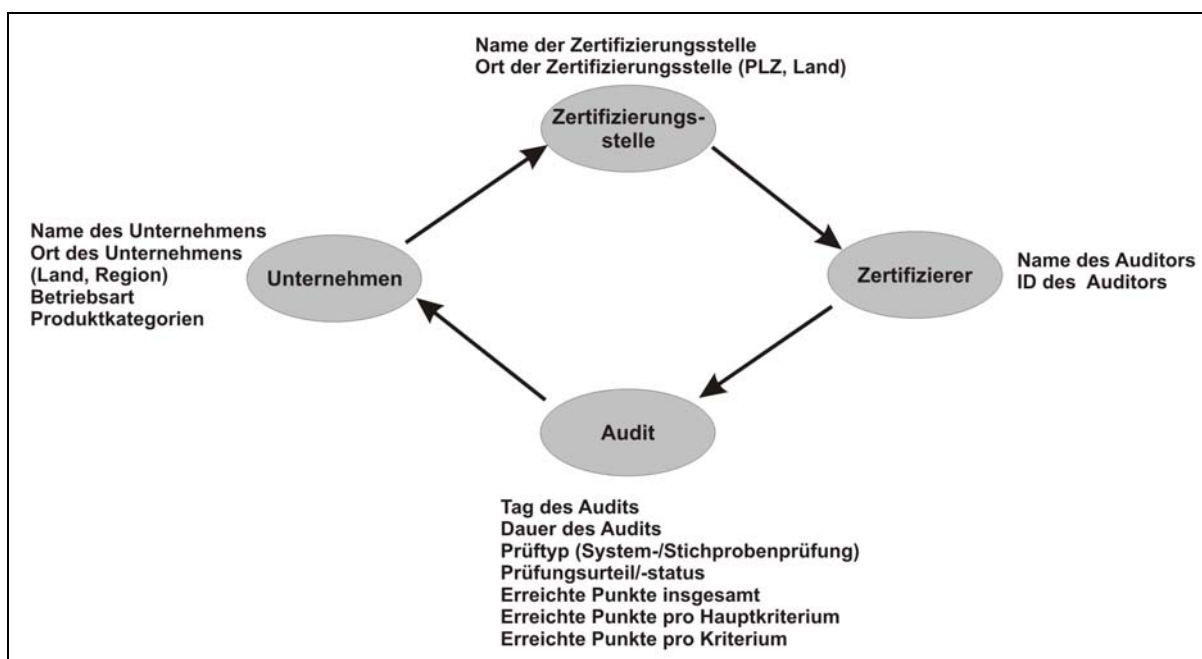 Name der Zertifizierungsstelle
Ort der Zertifizierungsstelle (PLZ, Land)
Zertifizierungs-
stelle
Name des Unternehmens
Ort des Unternehmens
(Land, Region)
Betriebsart
Produktkategorien
Unternehmen
Zertifizierer
Name des Auditors
ID des Auditors
Audit
Tag des Audits
Dauer des Audits
Prüftyp (System-/Stichprobenprüfung)
Prüfungsurteil/-status
Erreichte Punkte insgesamt
Erreichte Punkte pro Hauptkriterium
Erreichte Punkte pro Kriterium